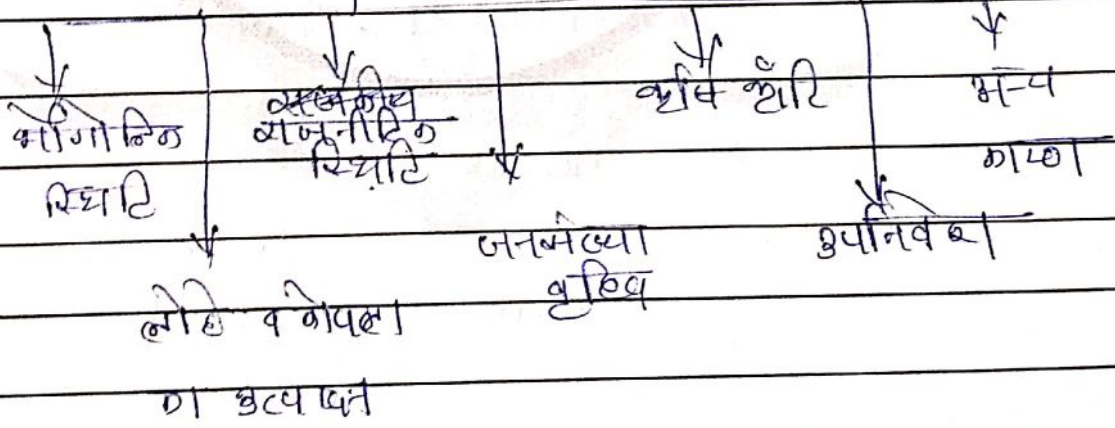 भौगोलिक
स्थिति
राजनीतिक
स्थिति
कृषि क्रांति
अन्य
कारण
लोहे व कोयला
का उत्पादन
जनसंख्या
वृद्धि
उपनिवेश